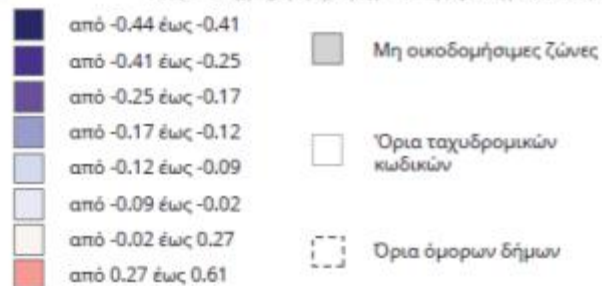 από -0.44 έως -0.41
από -0.41 έως -0.25
από -0.25 έως -0.17
από -0.17 έως -0.12
από -0.12 έως -0.09
από -0.09 έως -0.02
από -0.02 έως 0.27
από 0.27 έως 0.61
Μη οικοδομήσιμες ζώνες
Όρια ταχυδρομικών
κωδικών
Όρια όμορων δήμων